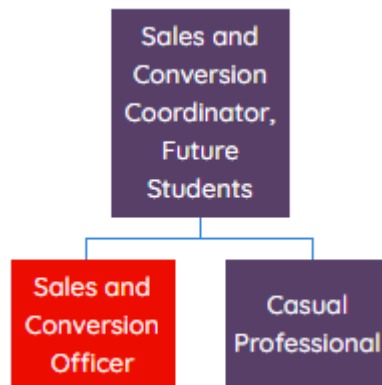 Sales and
Conversion
Coordinator,
Future
Students
Sales and
Conversion
Officer
Casual
Professional